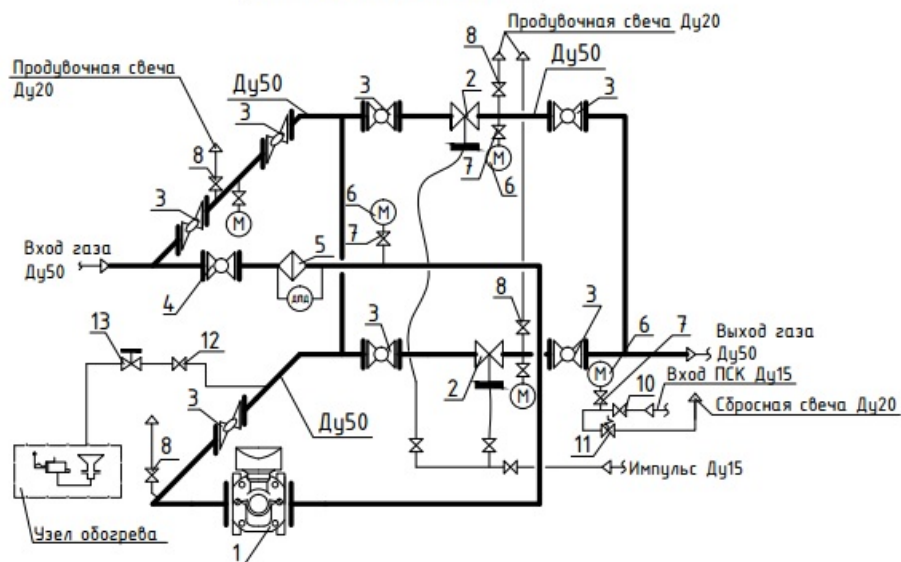 Продувочная свеча
Ду20
Ду50
3
2
8
Продувочная свеча Ду20
Ду50
3
3
8
7
6
3
М
М
6
М
7
5
Вход газа
Ду50
4
ДПД
8
13
12
3
3
6
7
Выход газа
Ду50
М
2
М
10
Вход ПСК Ду15
Сбросная свеча Ду20
11
3
Ду50
8
Импульс Ду15
Узел обогрева
1